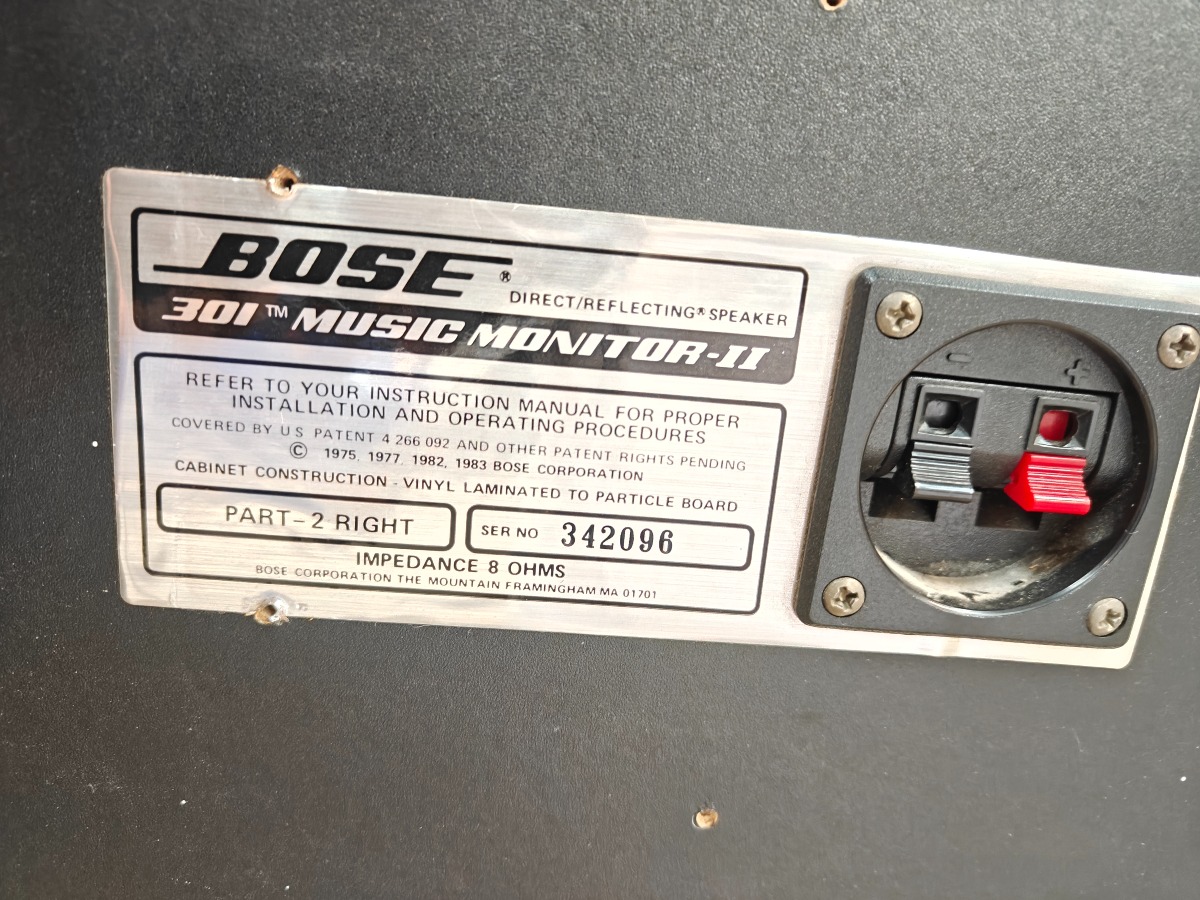 BOSE®
DIRECT/REFLECTING® SPEAKER
301™ MUSIC MONITOR-II
REFER TO YOUR INSTRUCTION MANUAL FOR PROPER
INSTALLATION AND OPERATING PROCEDURES
COVERED BY U S PATENT 4 266 092 AND OTHER PATENT RIGHTS PENDING
© 1975, 1977, 1982, 1983 BOSE CORPORATION
CABINET CONSTRUCTION - VINYL LAMINATED TO PARTICLE BOARD
PART-2 RIGHT
SER NO 342096
IMPEDANCE 8 OHMS
BOSE CORPORATION THE MOUNTAIN FRAMINGHAM MA 01701
- +